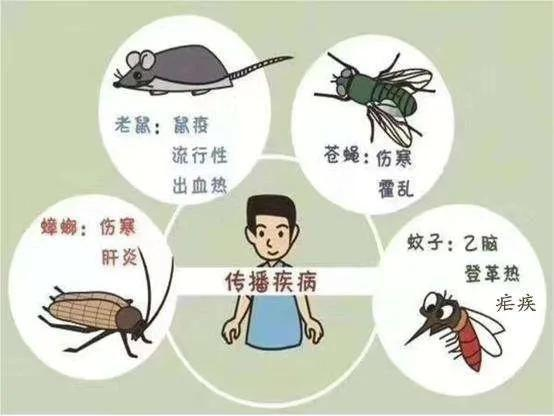 老鼠：鼠疫
流行性
出血热
苍蝇：伤寒
霍乱
蟑螂：伤寒
肝炎
传播疾病
蚊子：乙脑
登革热
疟疾